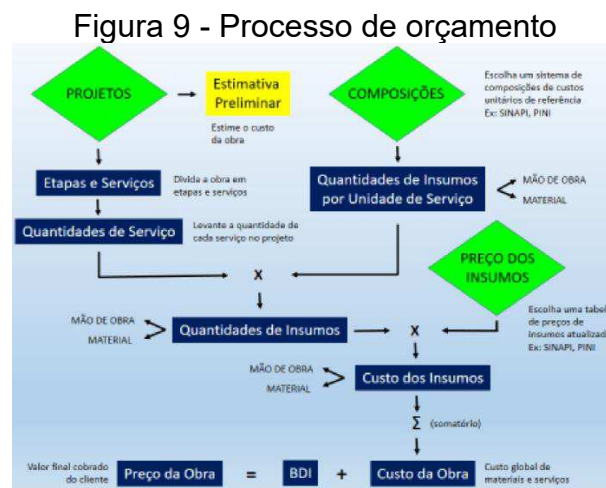 Figura 9 - Processo de orçamento
PROJETOS
Estimativa
Preliminar
Estime o custo
da obra
COMPOSIÇÕES
Escolha um sistema de
composições de custos
unitários de referência
Ex: SINAPI, PINI
Etapas e Serviços
Divida a obra em
etapas e serviços
Quantidades de Insumos
por Unidade de Serviço
MÃO DE OBRA
MATERIAL
Quantidades de Serviço
Levante a quantidade de
cada serviço no projeto
X
PREÇO DOS
INSUMOS
Escolha uma tabel
de preços de
insumos atualizad
Ex: SINAPI, PINI
MÃO DE OBRA
MATERIAL
Quantidades de Insumos
X
MÃO DE OBRA
MATERIAL
Custo dos Insumos
Σ (somatório)
Valor final cobrado
do cliente
Preço da Obra = BDI + Custo da Obra
Custo global de
materiais e serviços